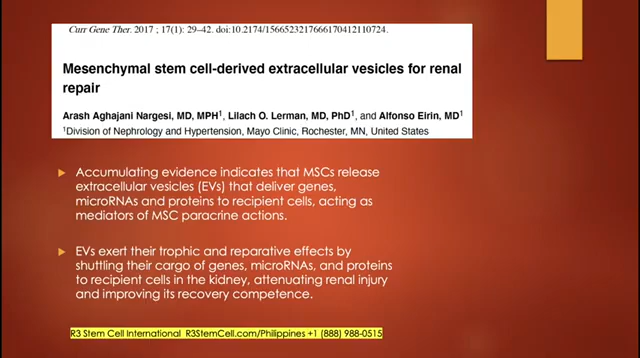 Curr Gene Ther. 2017 ; 17(1): 29–42. doi:10.2174/1566523217666170412110724.
Mesenchymal stem cell-derived extracellular vesicles for renal
repair
Arash Aghajani Nargesi, MD, MPH1, Lilach O. Lerman, MD, PhD1, and Alfonso Eirin, MD1
1Division of Nephrology and Hypertension, Mayo Clinic, Rochester, MN, United States
Accumulating evidence indicates that MSCs release
extracellular vesicles (EVs) that deliver genes,
microRNAs and proteins to recipient cells, acting as
mediators of MSC paracrine actions.
EVs exert their trophic and reparative effects by
shuttling their cargo of genes, microRNAs, and proteins
to recipient cells in the kidney, attenuating renal injury
and improving its recovery competence.
R3 Stem Cell International R3StemCell.com/Philippines +1 (888) 988-0515